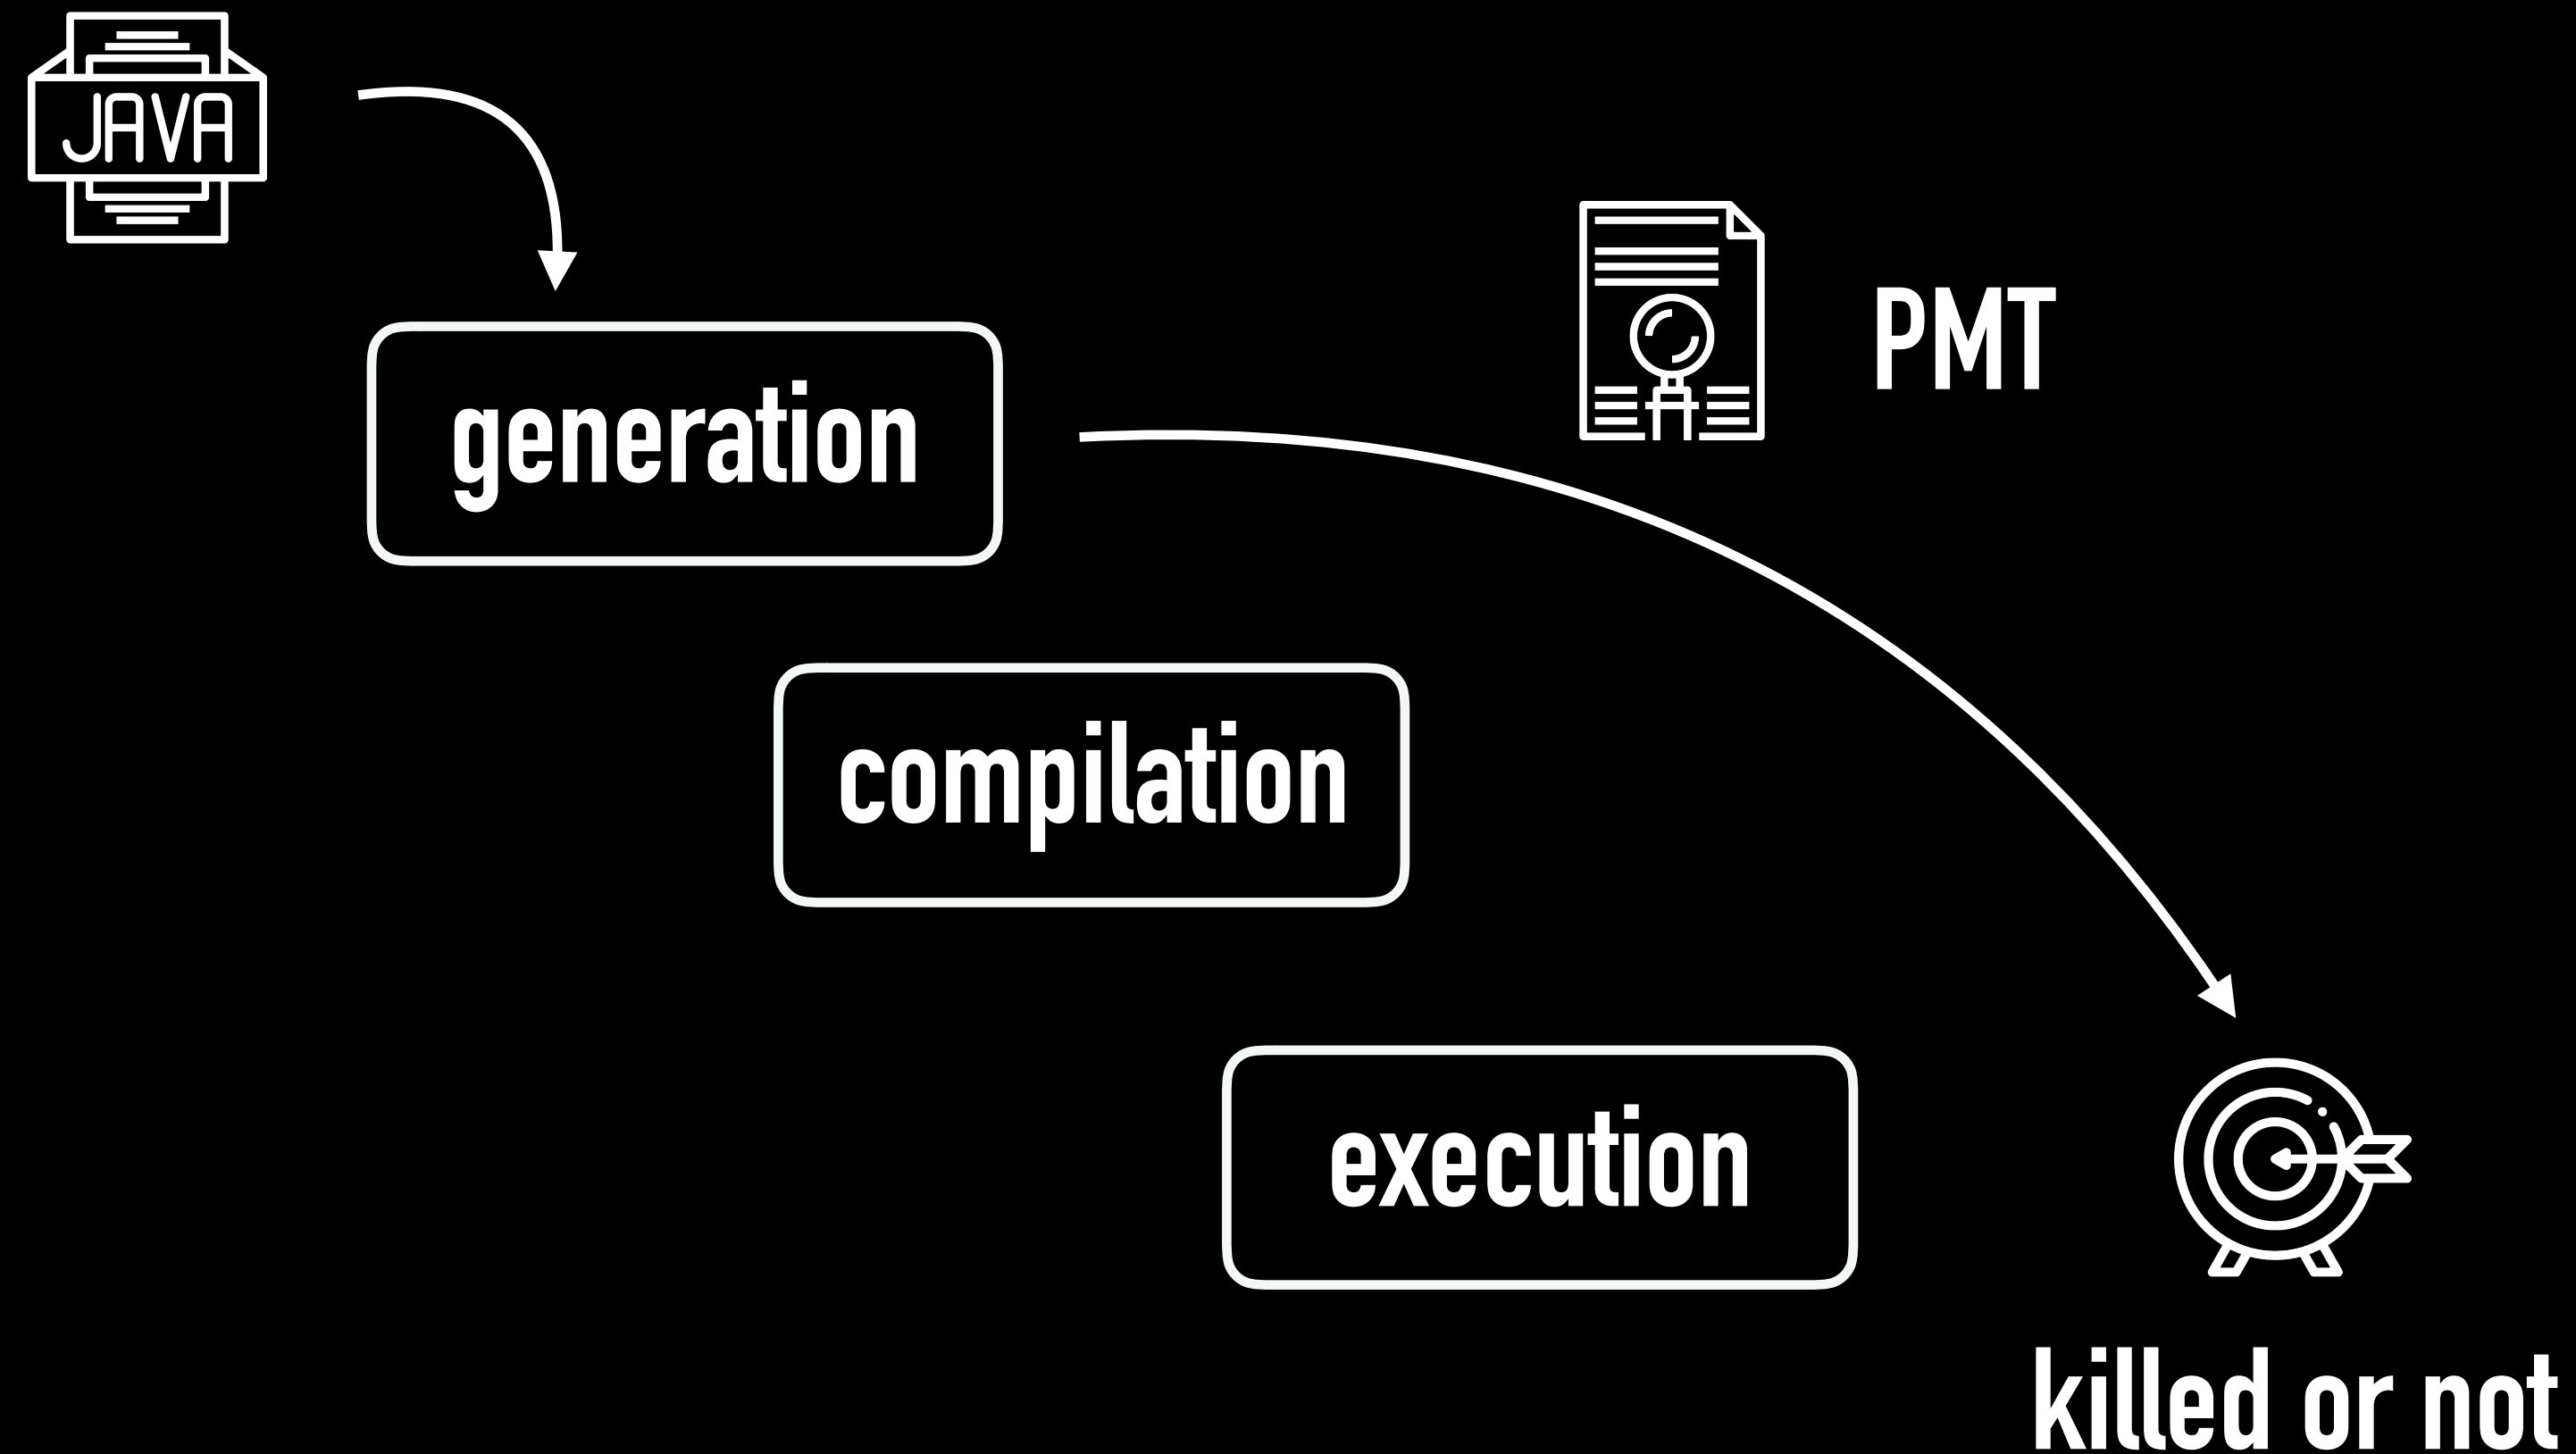 JAVA
generation
PMT
compilation
execution
killed or not